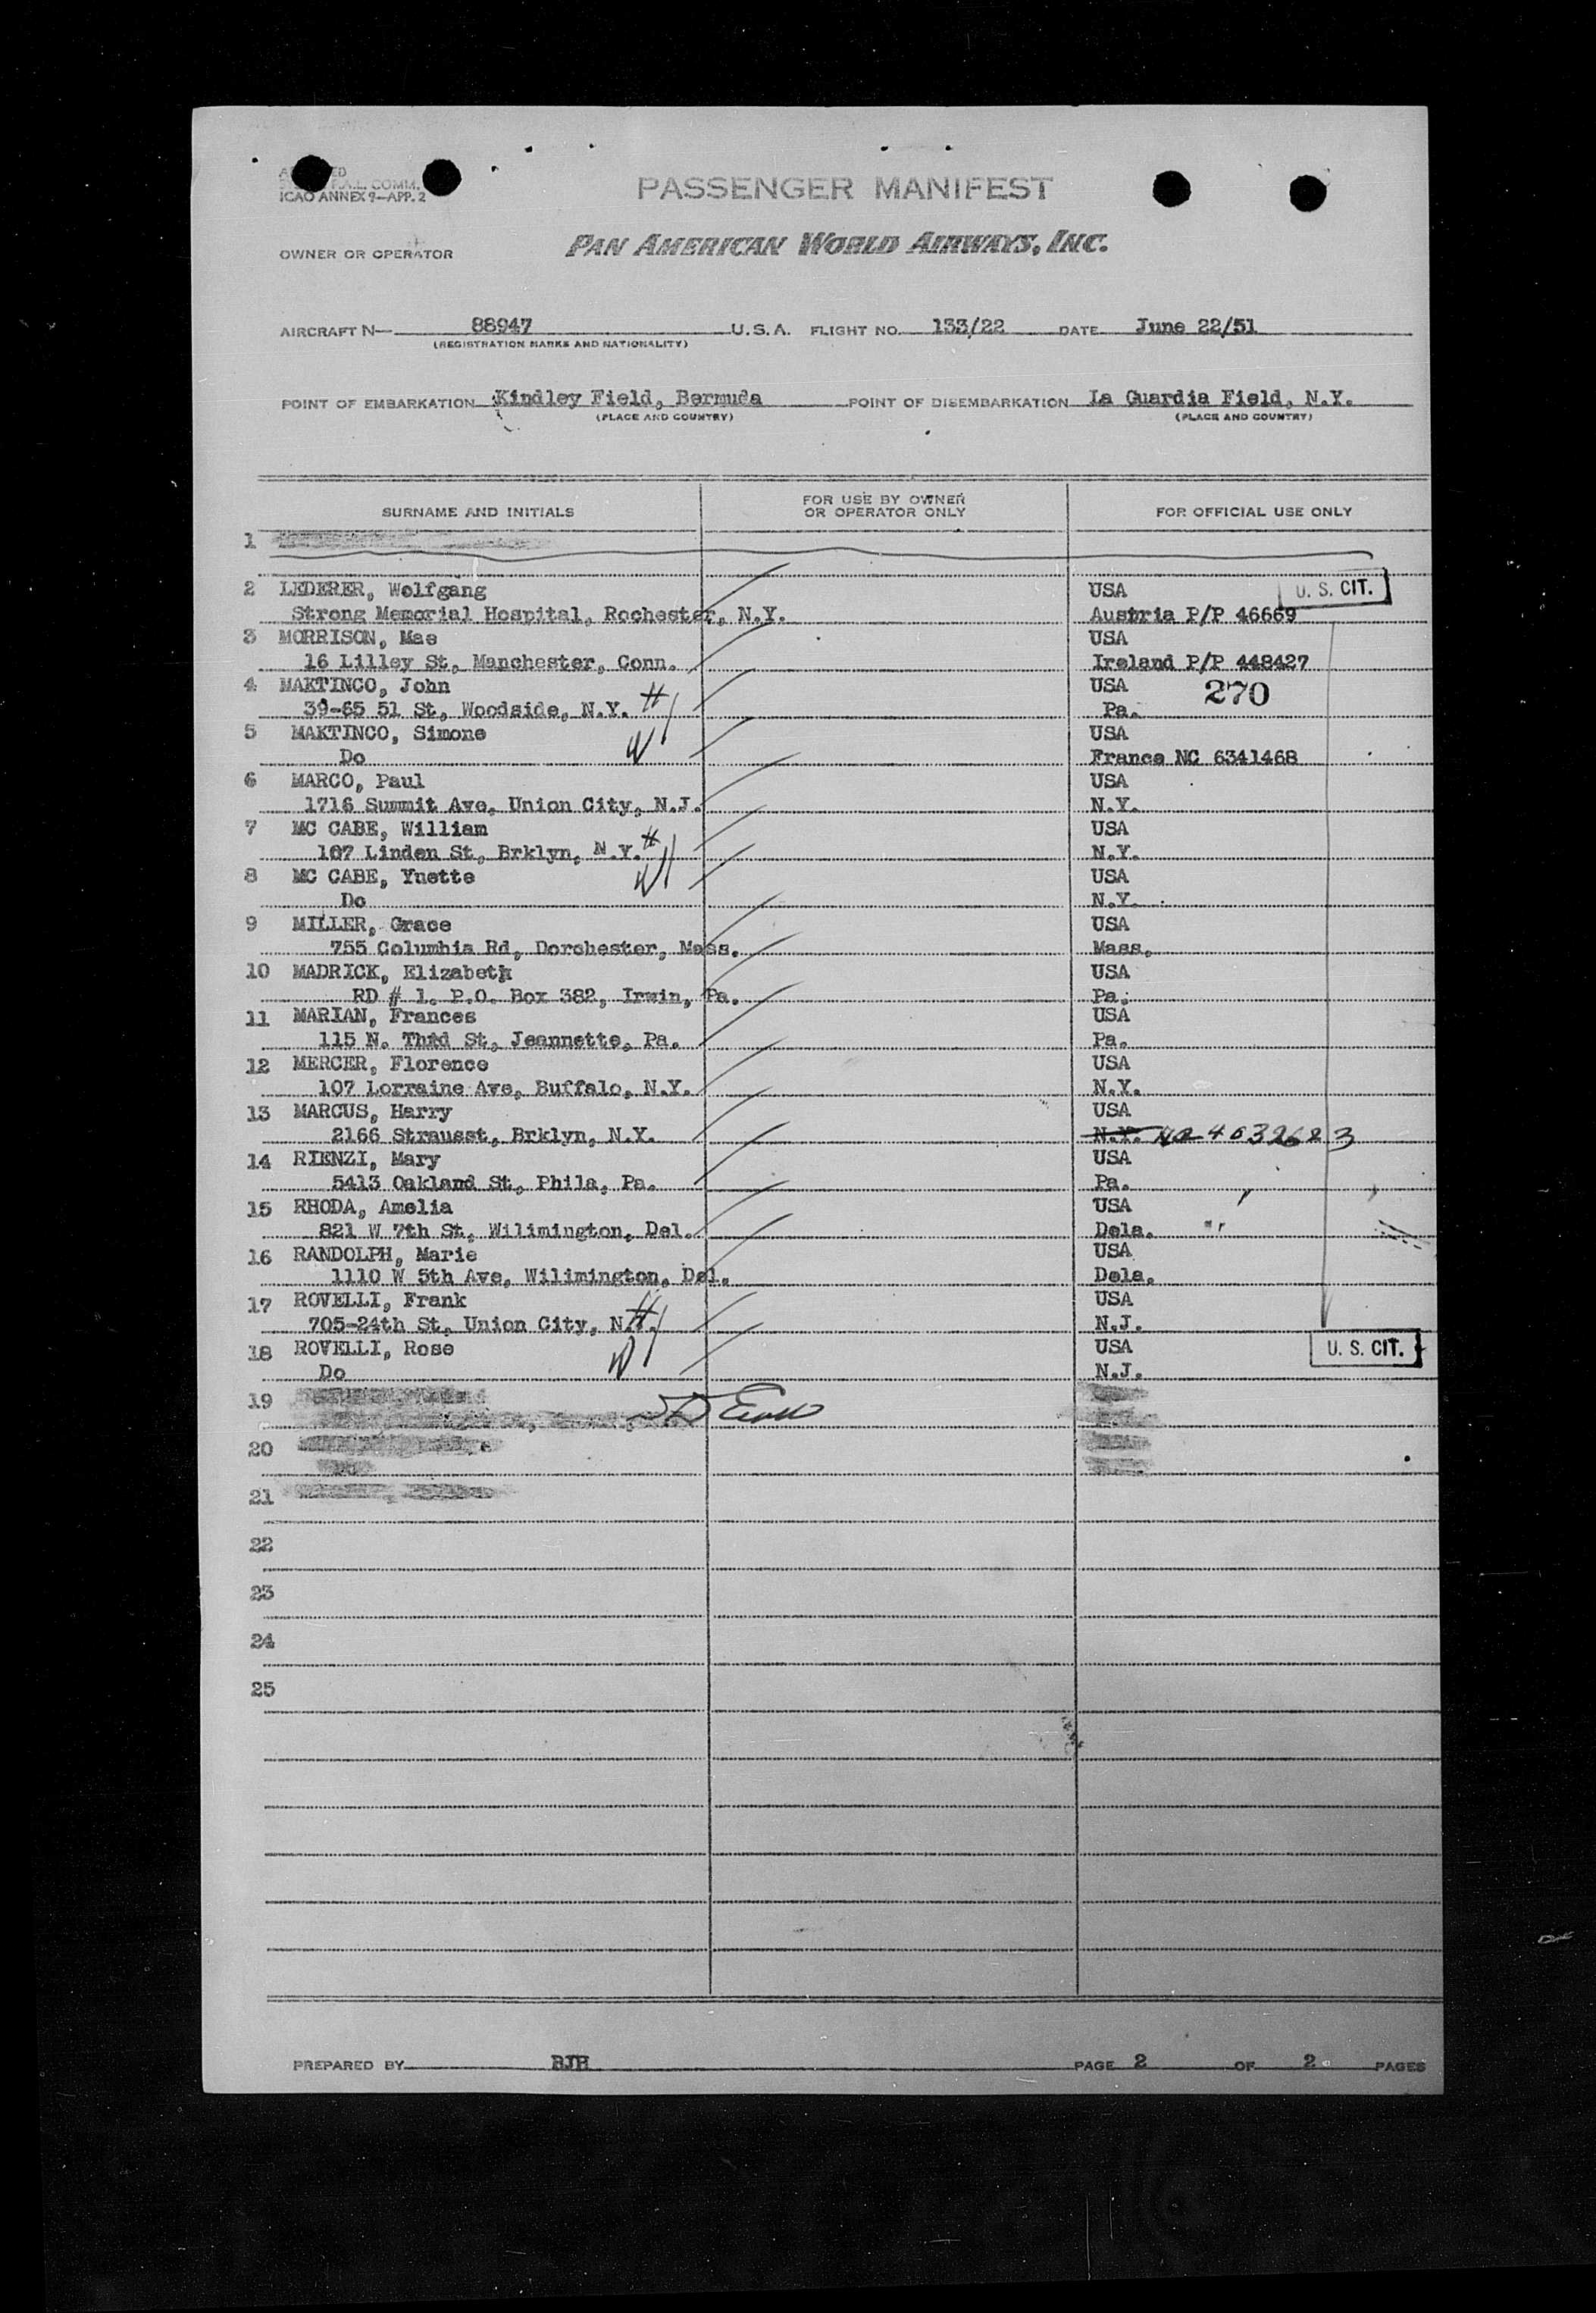 ICAO ANNEX 9—APP. 2
PASSENGER MANIFEST
OWNER OR OPERATOR PAN AMERICAN WORLD AIRWAYS, INC.
AIRCRAFT N— 88947 U.S.A. FLIGHT NO. 133/22 DATE June 22/51
(REGISTRATION MARKS AND NATIONALITY)
POINT OF EMBARKATION Kindley Field, Bermuda POINT OF DISEMBARKATION La Guardia Field, N.Y.
(PLACE AND COUNTRY) (PLACE AND COUNTRY)
SURNAME AND INITIALS FOR USE BY OWNER OR OPERATOR ONLY FOR OFFICIAL USE ONLY
1
2 LEDERER, Wolfgang USA U. S. CIT.
Strong Memorial Hospital, Rochester, N.Y. Austria P/P 46669
3 MORRISON, Mae USA
16 Lilley St, Manchester, Conn. Ireland P/P 448427
4 MAKTINCO, John USA 270
39-65 51 St, Woodside, N.Y. # Pa.
5 MAKTINCO, Simone USA
Do W France NC 6341468
6 MARCO, Paul USA
1716 Summit Ave, Union City, N.J. N.Y.
7 MC CABE, William USA
107 Linden St, Brklyn, N.Y. # N.Y.
8 MC CABE, Ynette W USA
Do N.Y.
9 MILLER, Grace USA
755 Columbia Rd, Dorchester, Mass. Mass,
10 MADRICK, Elizabeth USA
RD # 1. P.O. Box 382, Irwin, Pa. Pa.
11 MARIAN, Frances USA
115 N. Third St, Jeannette, Pa. Pa.
12 MERCER, Florence USA
107 Lorraine Ave, Buffalo, N.Y. N.Y.
13 MARCUS, Harry USA
2166 Strausst, Brklyn, N.Y. N.Y.
14 RIENZI, Mary USA
5413 Oakland St, Phila, Pa. Pa.
15 RHODA, Amelia USA
821 W 7th St, Wilimington, Del. Dela.
16 RANDOLPH, Marie USA
1110 W 5th Ave, Wilimington, Del. Dela.
17 ROVELLI, Frank # USA
705-24th St, Union City, N.J. N.J.
18 ROVELLI, Rose W USA U. S. CIT.
Do N.J.
19
20
21
22
23
24
25
PREPARED BY BJH PAGE 2 OF 2 PAGES